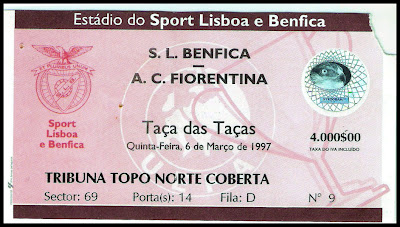 Estádio do Sport Lisboa e Benfica
S. L. BENFICA
—
A. C. FIORENTINA
E PLURIBUS UNUM
Sport
Lisboa
e Benfica
Taça das Taças
Quinta-Feira, 6 de Março de 1997
4.000$00
TAXA DO IVA INCLUÍDO
TRIBUNA TOPO NORTE COBERTA
Sector: 69 Porta(s): 14 Fila: D Nº 9